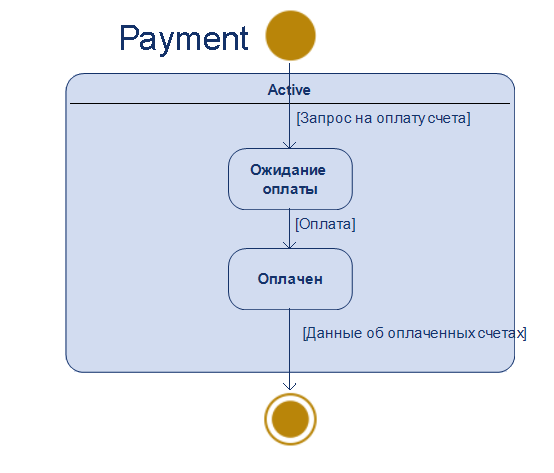 Payment
Active
[Запрос на оплату счета]
Ожидание
оплаты
[Оплата]
Оплачен
[Данные об оплаченных счетах]